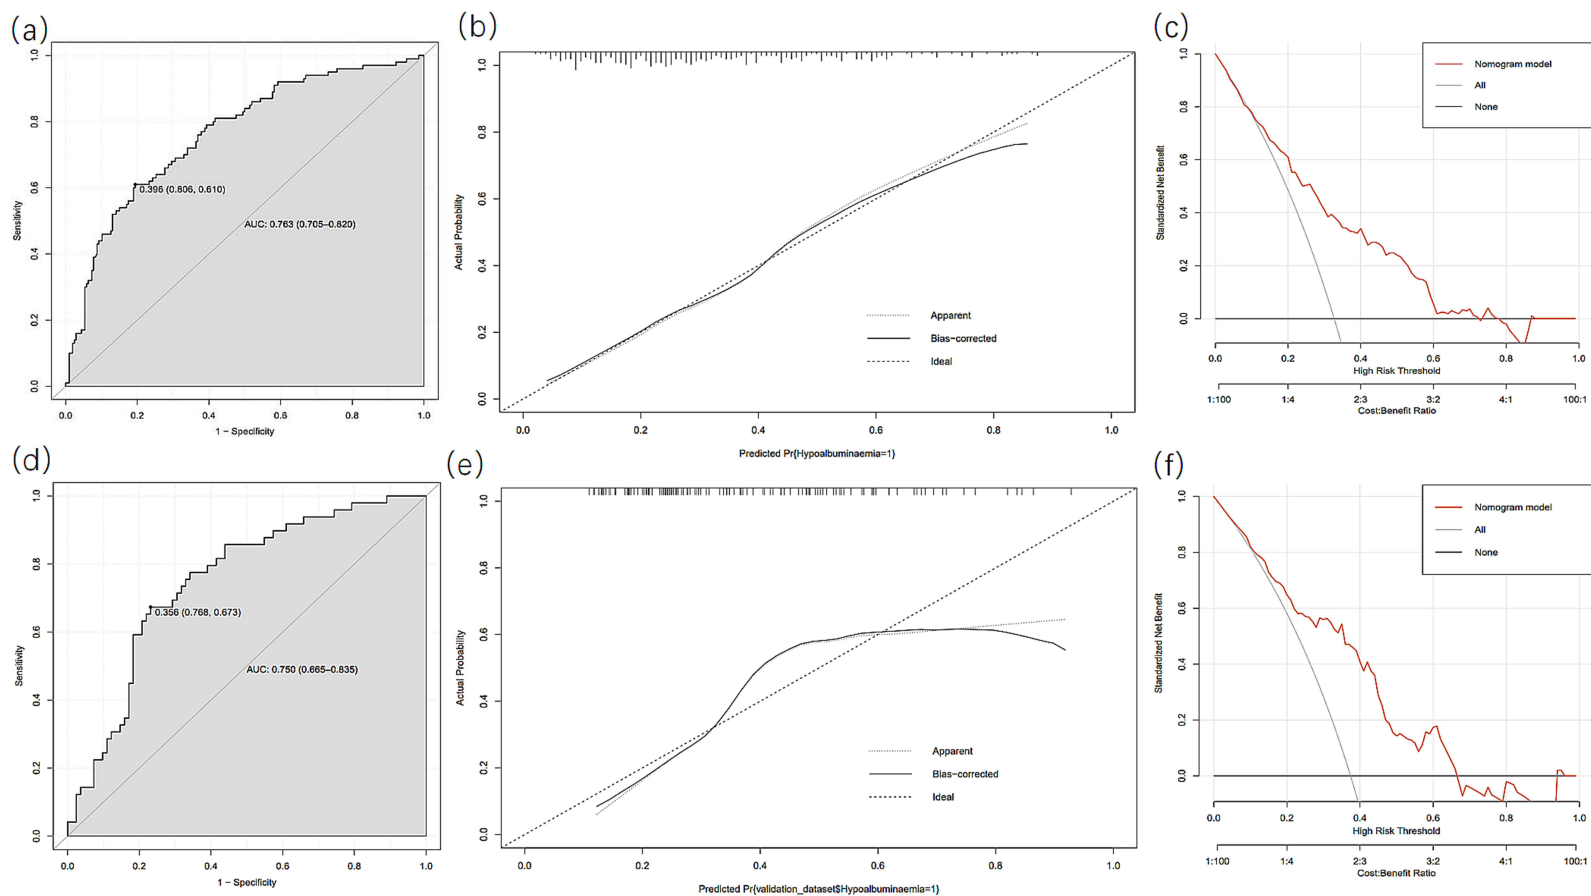 (a)
1.0
0.8
0.6
0.4
0.2
0.0
Sensitivity
0.396 (0.806, 0.610)
AUC: 0.763 (0.705–0.820)
0.0 0.2 0.4 0.6 0.8 1.0
1 − Specificity
(b)
1.0
0.8
0.6
0.4
0.2
0.0
Actual Probability
Apparent
Bias−corrected
Ideal
0.0 0.2 0.4 0.6 0.8 1.0
Predicted Pr{Hypoalbuminaemia=1}
(c)
Nomogram model
All
None
1.0
0.8
0.6
0.4
0.2
0.0
Standardized Net Benefit
0.0 0.2 0.4 0.6 0.8 1.0
High Risk Threshold
1:100 1:4 2:3 3:2 4:1 100:1
Cost:Benefit Ratio
(d)
1.0
0.8
0.6
0.4
0.2
0.0
Sensitivity
0.356 (0.768, 0.673)
AUC: 0.750 (0.665–0.835)
0.0 0.2 0.4 0.6 0.8 1.0
1 − Specificity
(e)
1.0
0.8
0.6
0.4
0.2
0.0
Actual Probability
Apparent
Bias−corrected
Ideal
0.0 0.2 0.4 0.6 0.8 1.0
Predicted Pr{validation_dataset$Hypoalbuminaemia=1}
(f)
Nomogram model
All
None
1.0
0.8
0.6
0.4
0.2
0.0
Standardized Net Benefit
0.0 0.2 0.4 0.6 0.8 1.0
High Risk Threshold
1:100 1:4 2:3 3:2 4:1 100:1
Cost:Benefit Ratio